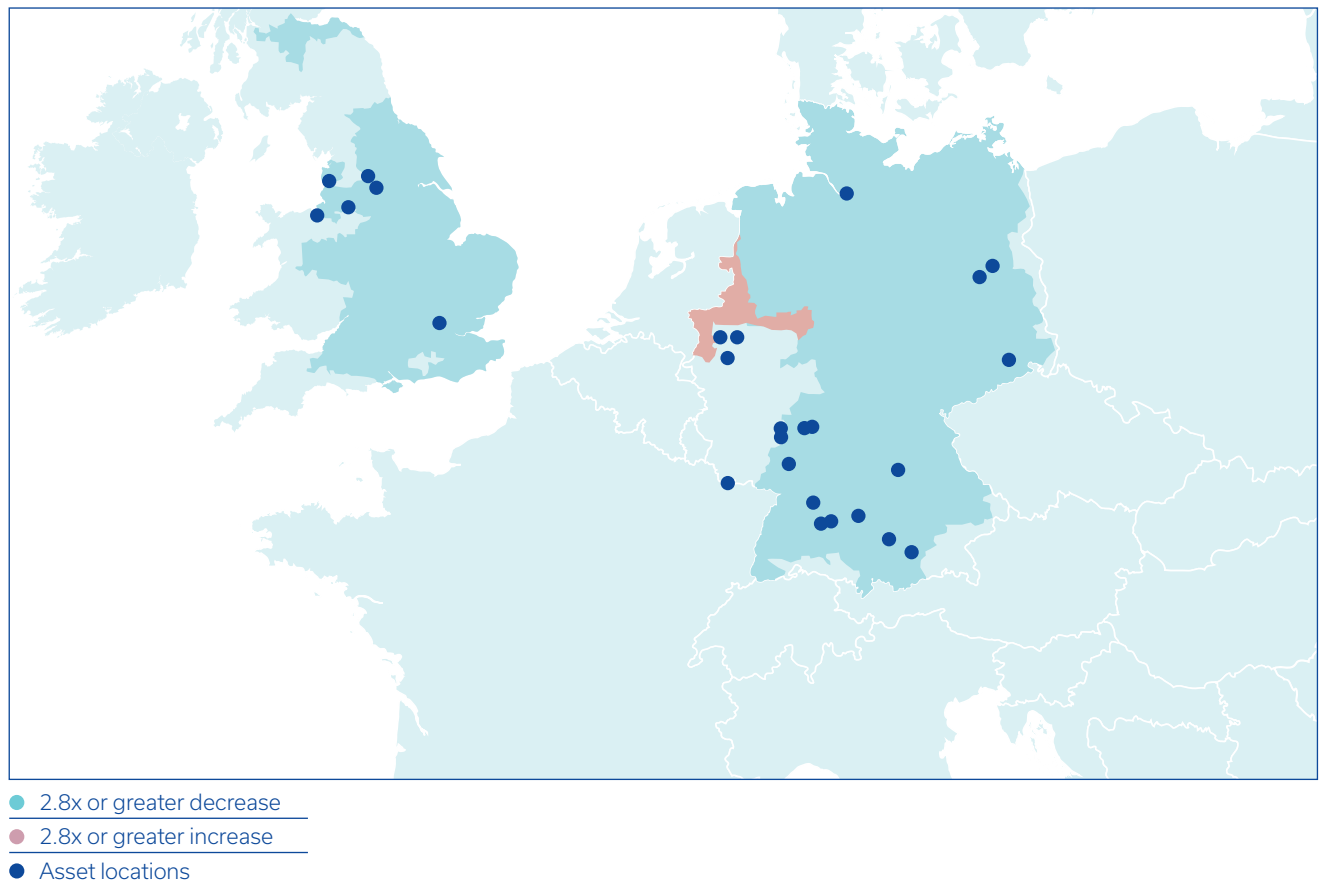 2.8x or greater decrease
2.8x or greater increase
Asset locations